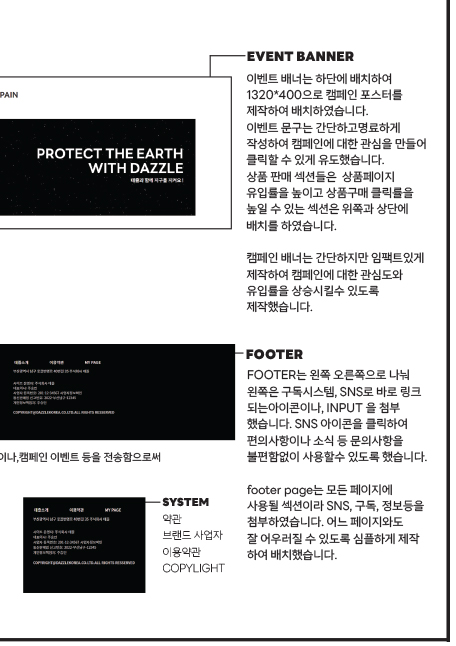 EVENT BANNER
이벤트 배너는 하단에 배치하여
1320*400으로 캠페인 포스터를
제작하여 배치하였습니다.
이벤트 문구는 간단하고명료하게
작성하여 캠페인에 대한 관심을 만들어
클릭할 수 있게 유도했습니다.
상품 판매 섹션들은 상품페이지
유입률을 높이고 상품구매 클릭률을
높일 수 있는 섹션은 위쪽과 상단에
배치를 하였습니다.
캠페인 배너는 간단하지만 임팩트있게
제작하여 캠페인에 대한 관심도와
유입률을 상승시킬수 있도록
제작했습니다.
PAIN
PROTECT THE EARTH
WITH DAZZLE
대즐과 함께 지구를 지켜요!
FOOTER
FOOTER는 왼쪽 오른쪽으로 나눠
왼쪽은 구독시스템, SNS로 바로 링크
되는아이콘이나, INPUT 을 첨부
했습니다. SNS 아이콘을 클릭하여
편의사항이나 소식 등 문의사항을
불편함없이 사용할수 있도록 했습니다.
footer page는 모든 페이지에
사용될 섹션이라 SNS, 구독, 정보등을
첨부하였습니다. 어느 페이지와도
잘 어우러질 수 있도록 심플하게 제작
하여 배치했습니다.
대즐소개 이용약관 MY PAGE
COPYRIGHT@DAZZLEKOREA.CO.LTD.ALL RIGHTS RESSERVED
이나,캠페인 이벤트 등을 전송함으로써
대즐소개 이용약관 MY PAGE
COPYRIGHT@DAZZLEKOREA.CO.LTD.ALL RIGHTS RESSERVED
SYSTEM
약관
브랜드 사업자
이용약관
COPYLIGHT